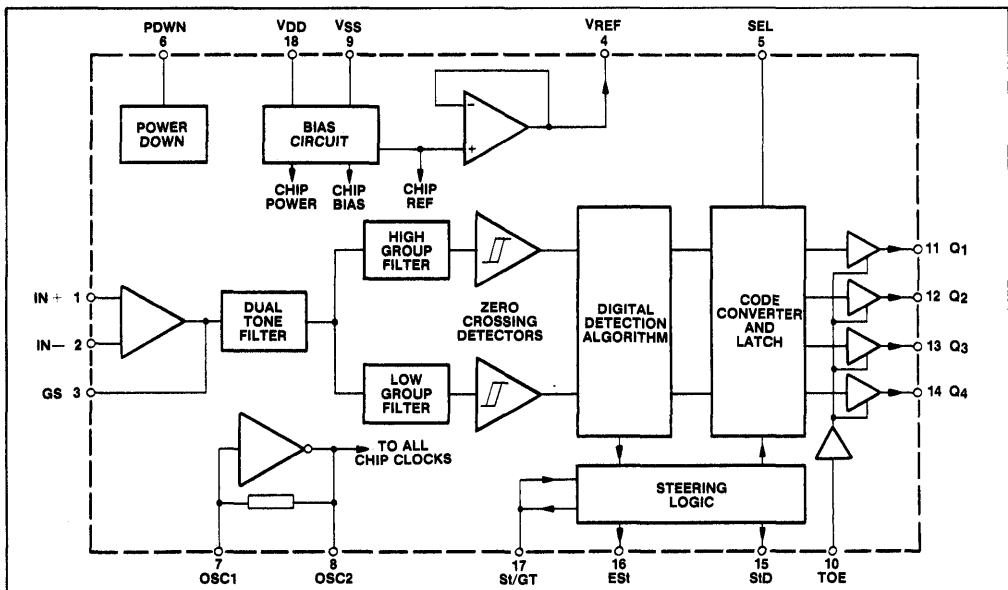 PDWN
6
VDD
18
VSS
9
VREF
4
SEL
5
POWER
DOWN
BIAS
CIRCUIT
-
+
CHIP
POWER
CHIP
BIAS
CHIP
REF
HIGH
GROUP
FILTER
IN + 1
IN— 2
GS 3
DUAL
TONE
FILTER
ZERO
CROSSING
DETECTORS
DIGITAL
DETECTION
ALGORITHM
CODE
CONVERTER
AND
LATCH
11 Q1
12 Q2
13 Q3
14 Q4
LOW
GROUP
FILTER
TO ALL
CHIP CLOCKS
STEERING
LOGIC
7
OSC1
8
OSC2
17
St/GT
16
ESt
15
StD
10
TOE